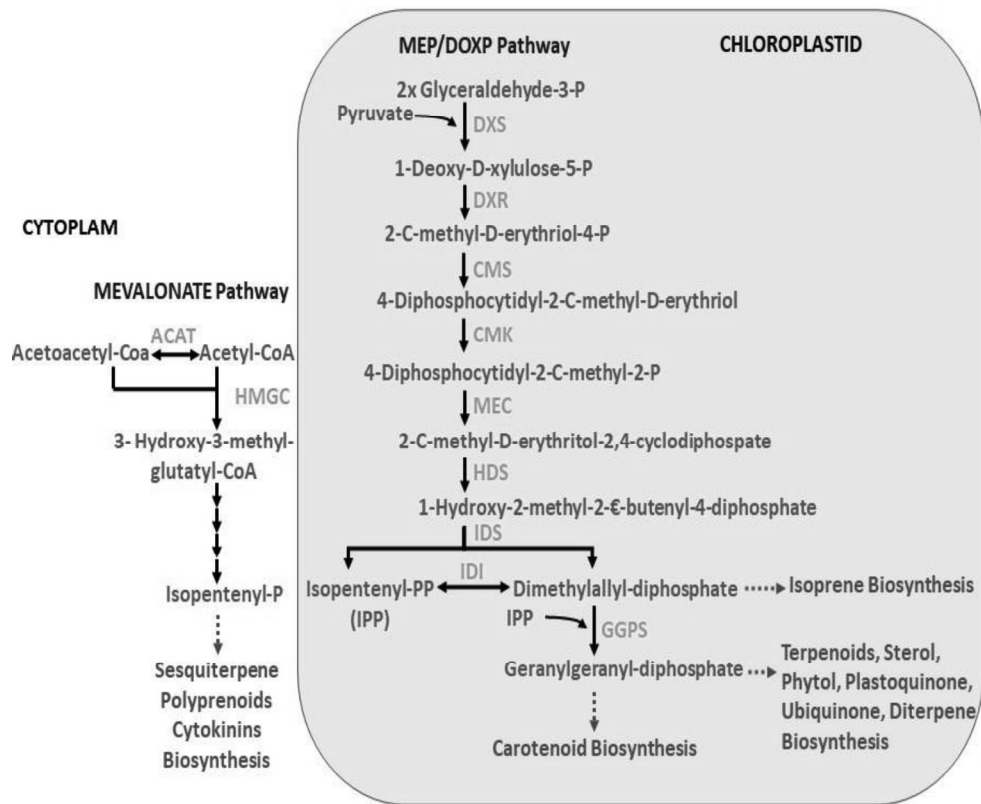 MEP/DOXP Pathway
CHLOROPLASTID
2x Glyceraldehyde-3-P
Pyruvate
DXS
1-Deoxy-D-xylulose-5-P
DXR
2-C-methyl-D-erythriol-4-P
CMS
4-Diphosphocytidyl-2-C-methyl-D-erythriol
CMK
4-Diphosphocytidyl-2-C-methyl-2-P
MEC
2-C-methyl-D-erythritol-2,4-cyclodiphospate
HDS
1-Hydroxy-2-methyl-2-€-butenyl-4-diphosphate
IDS
Isopentenyl-PP
(IPP)
IDI
Dimethylallyl-diphosphate
Isoprene Biosynthesis
IPP
GGPS
Geranylgeranyl-diphosphate
Terpenoids, Sterol,
Phytol, Plastoquinone,
Ubiquinone, Diterpene
Biosynthesis
Carotenoid Biosynthesis
CYTOPLAM
MEVALONATE Pathway
ACAT
Acetoacetyl-Coa
Acetyl-CoA
HMGC
3- Hydroxy-3-methyl-
glutatyl-CoA
Isopentenyl-P
Sesquiterpene
Polyprenoids
Cytokinins
Biosynthesis